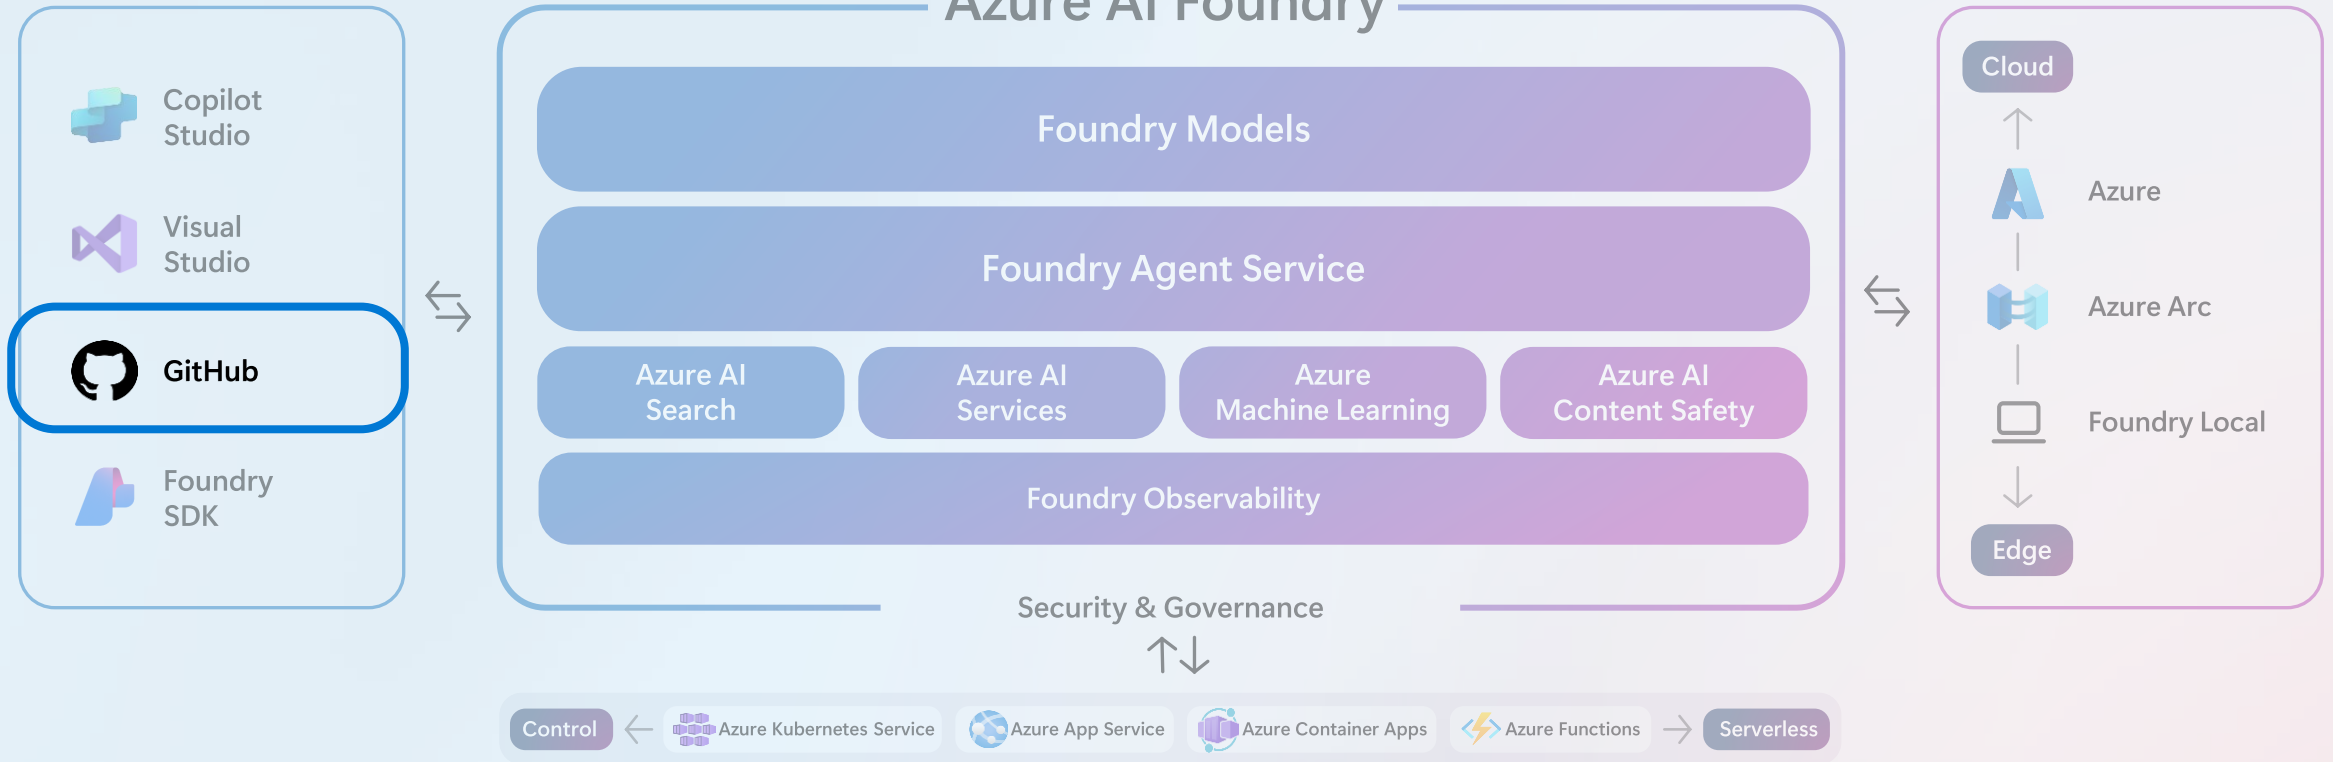 Azure AI Foundry
Copilot
Studio
Visual
Studio
GitHub
Foundry
SDK
Foundry Models
Foundry Agent Service
Azure AI
Search
Azure AI
Services
Azure
Machine Learning
Azure AI
Content Safety
Foundry Observability
Security & Governance
Control
Azure Kubernetes Service
Azure App Service
Azure Container Apps
Azure Functions
Serverless
Cloud
Azure
Azure Arc
Foundry Local
Edge